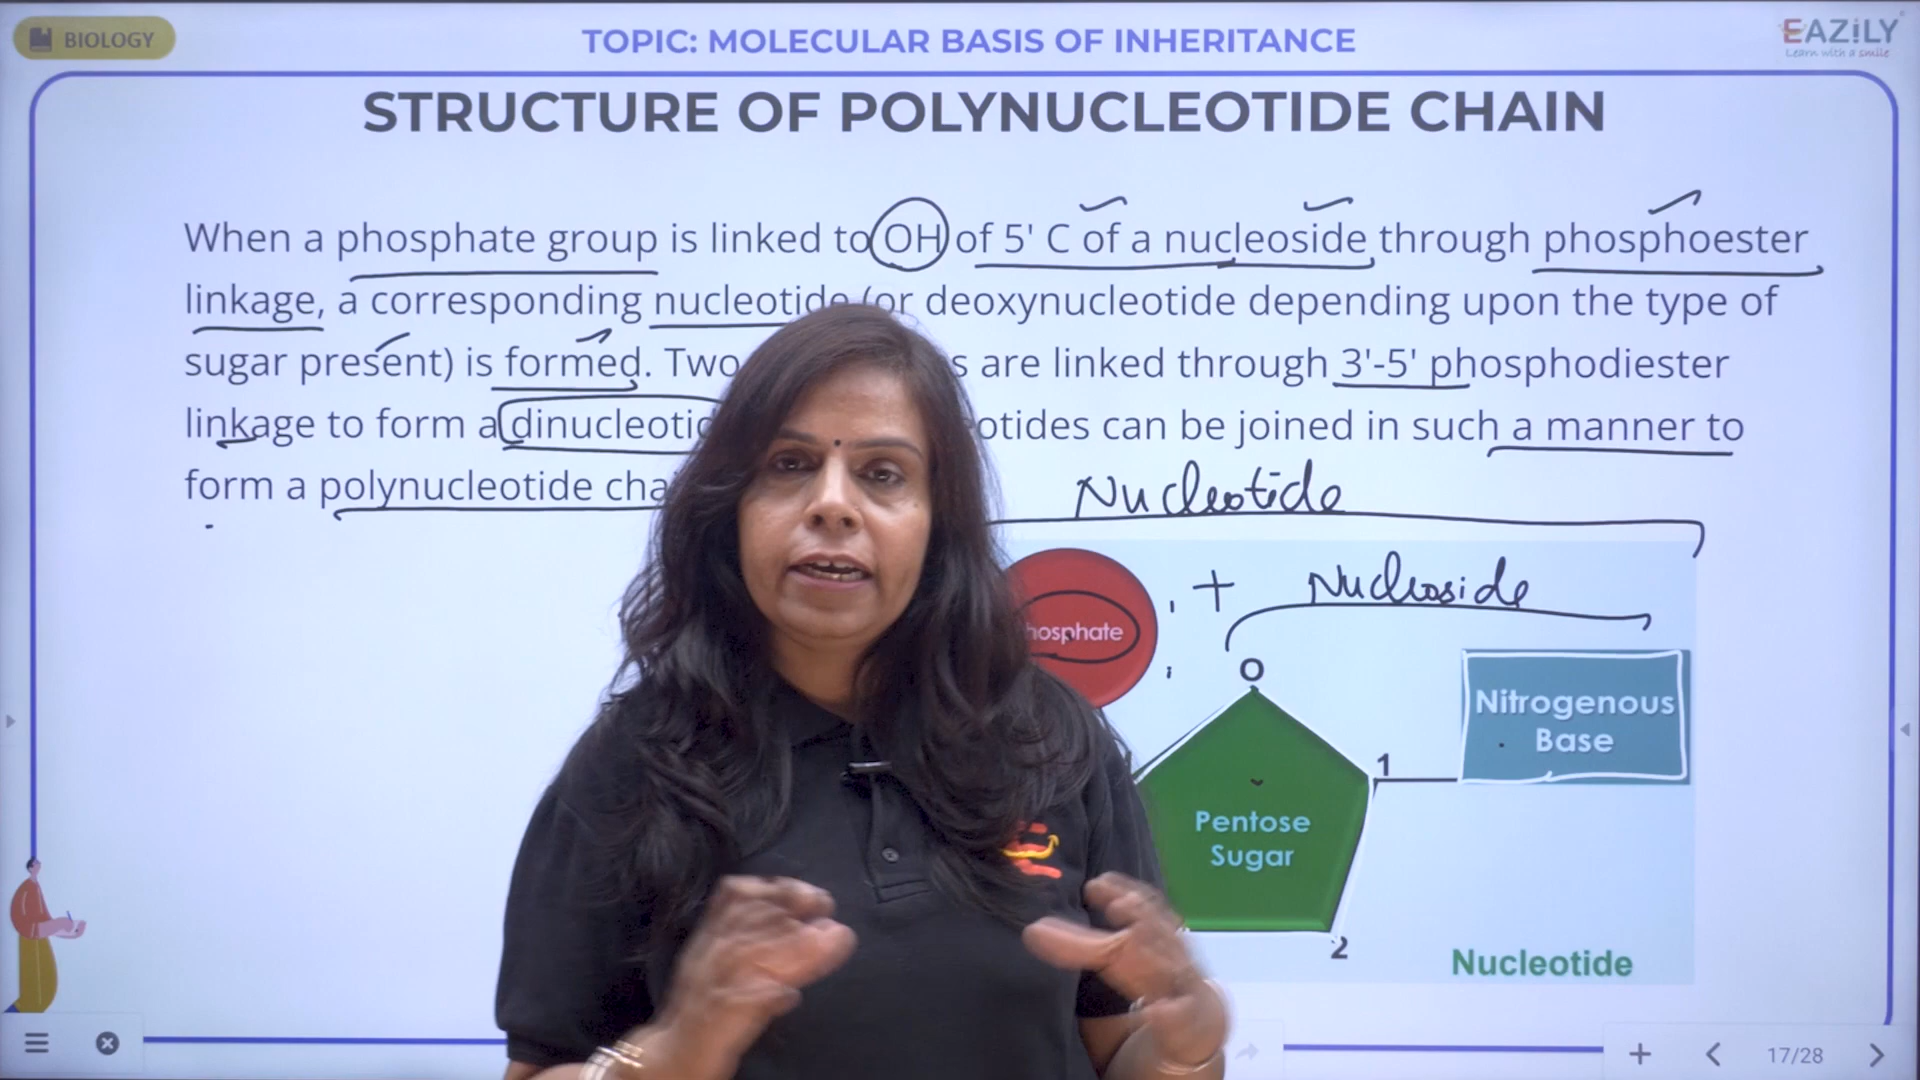 BIOLOGY
TOPIC: MOLECULAR BASIS OF INHERITANCE
EAZiLY
Learn with a smile
STRUCTURE OF POLYNUCLEOTIDE CHAIN
When a phosphate group is linked to OH of 5' C of a nucleoside through phosphoester
linkage, a corresponding nucleotide (or deoxynucleotide depending upon the type of
sugar present) is formed. Two s are linked through 3'-5' phosphodiester
linkage to form a dinucleotid otides can be joined in such a manner to
form a polynucleotide cha
Nucleotide
+ Nucleoside
hosphate
O
Nitrogenous
Base
1
Pentose
Sugar
2
Nucleotide
17/28